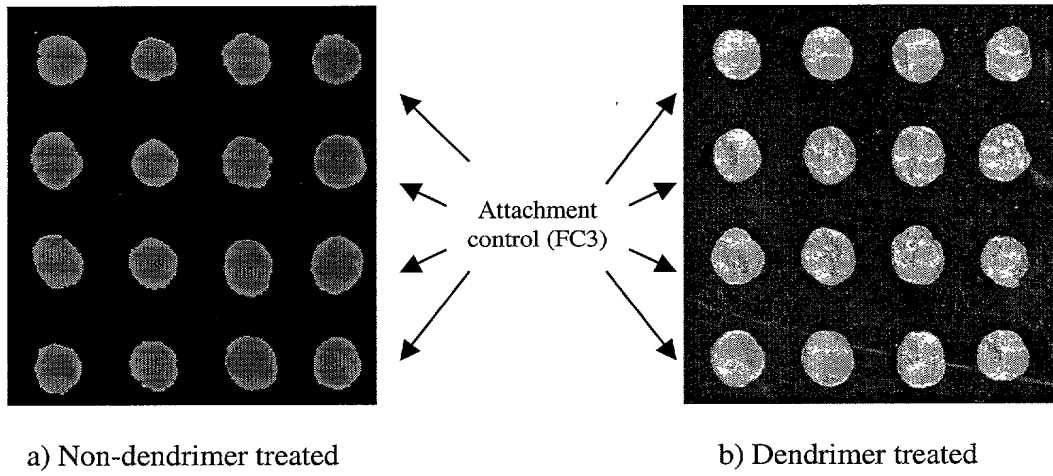 Attachment
control (FC3)
a) Non-dendrimer treated
b) Dendrimer treated